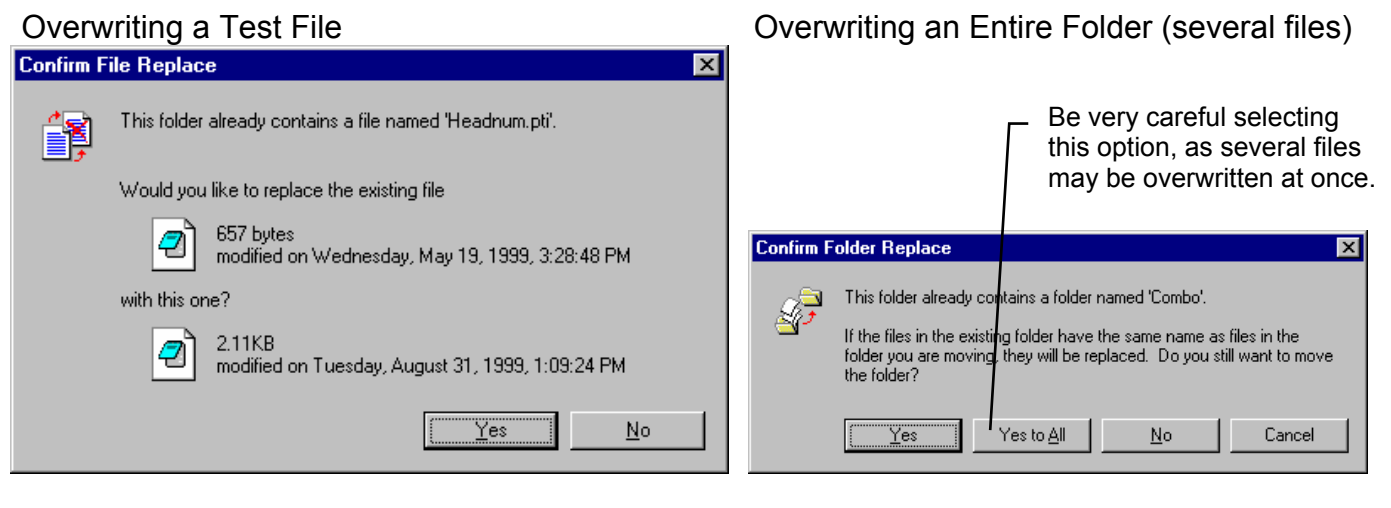 Overwriting a Test File
Confirm File Replace
This folder already contains a file named 'Headnum.pti'.
Would you like to replace the existing file
657 bytes
modified on Wednesday, May 19, 1999, 3:28:48 PM
with this one?
2.11KB
modified on Tuesday, August 31, 1999, 1:09:24 PM
Yes
No
Overwriting an Entire Folder (several files)
Be very careful selecting
this option, as several files
may be overwritten at once.
Confirm Folder Replace
This folder already contains a folder named 'Combo'.
If the files in the existing folder have the same name as files in the
folder you are moving, they will be replaced.  Do you still want to move
the folder?
Yes
Yes to All
No
Cancel